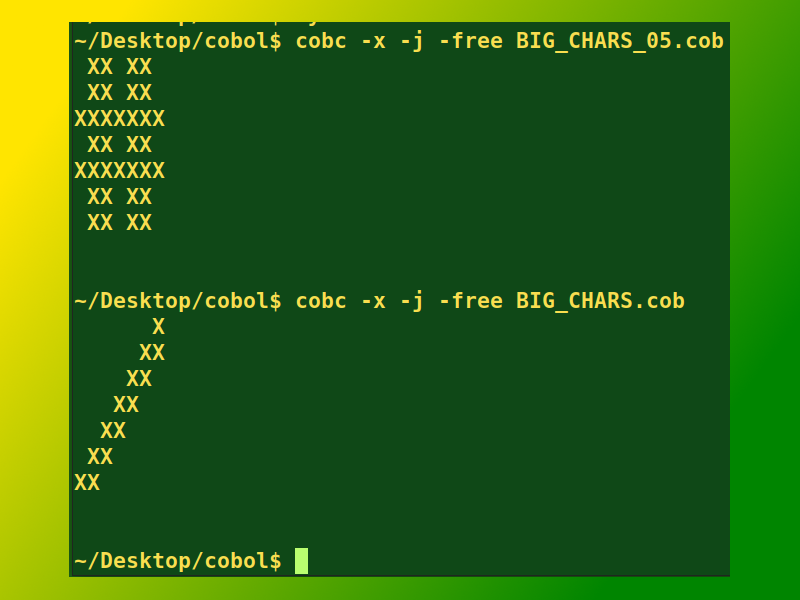 ~/Desktop/cobol$ cobc -x -j -free BIG_CHARS_05.cob
 XX XX
 XX XX
XXXXXXX
 XX XX
XXXXXXX
 XX XX
 XX XX
~/Desktop/cobol$ cobc -x -j -free BIG_CHARS.cob
      X
     XX
    XX
   XX
  XX
 XX
XX
~/Desktop/cobol$